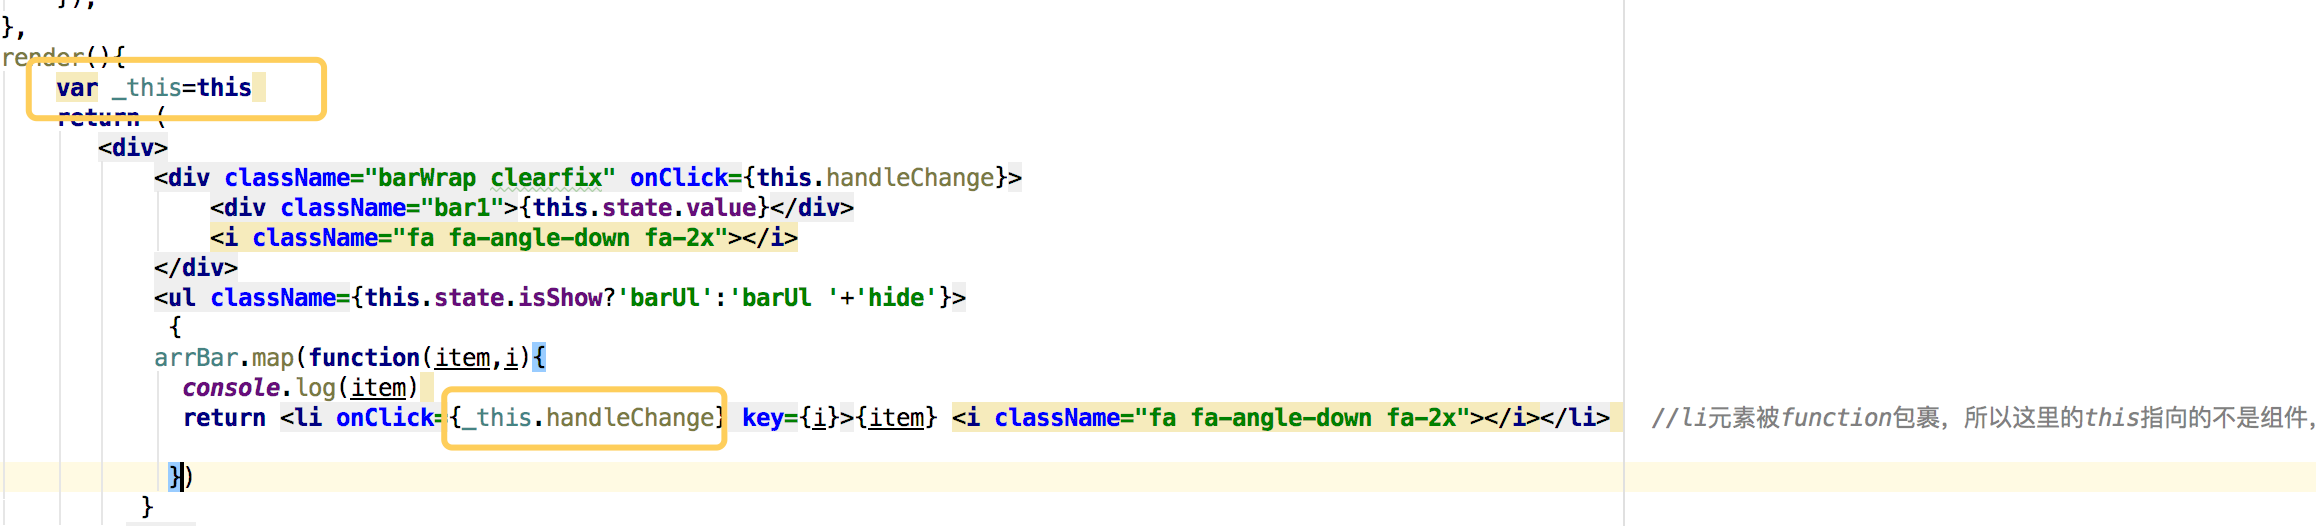 });
},
render(){
var _this=this
return (
<div>
<div className="barWrap clearfix" onClick={this.handleChange}>
<div className="bar1">{this.state.value}</div>
<i className="fa fa-angle-down fa-2x"></i>
</div>
<ul className={this.state.isShow?'barUl':'barUl '+'hide'}>
{
arrBar.map(function(item,i){
console.log(item)
return <li onClick={_this.handleChange} key={i}>{item} <i className="fa fa-angle-down fa-2x"></i></li> //li元素被function包裹，所以这里的this指向的不是组件，
})
}